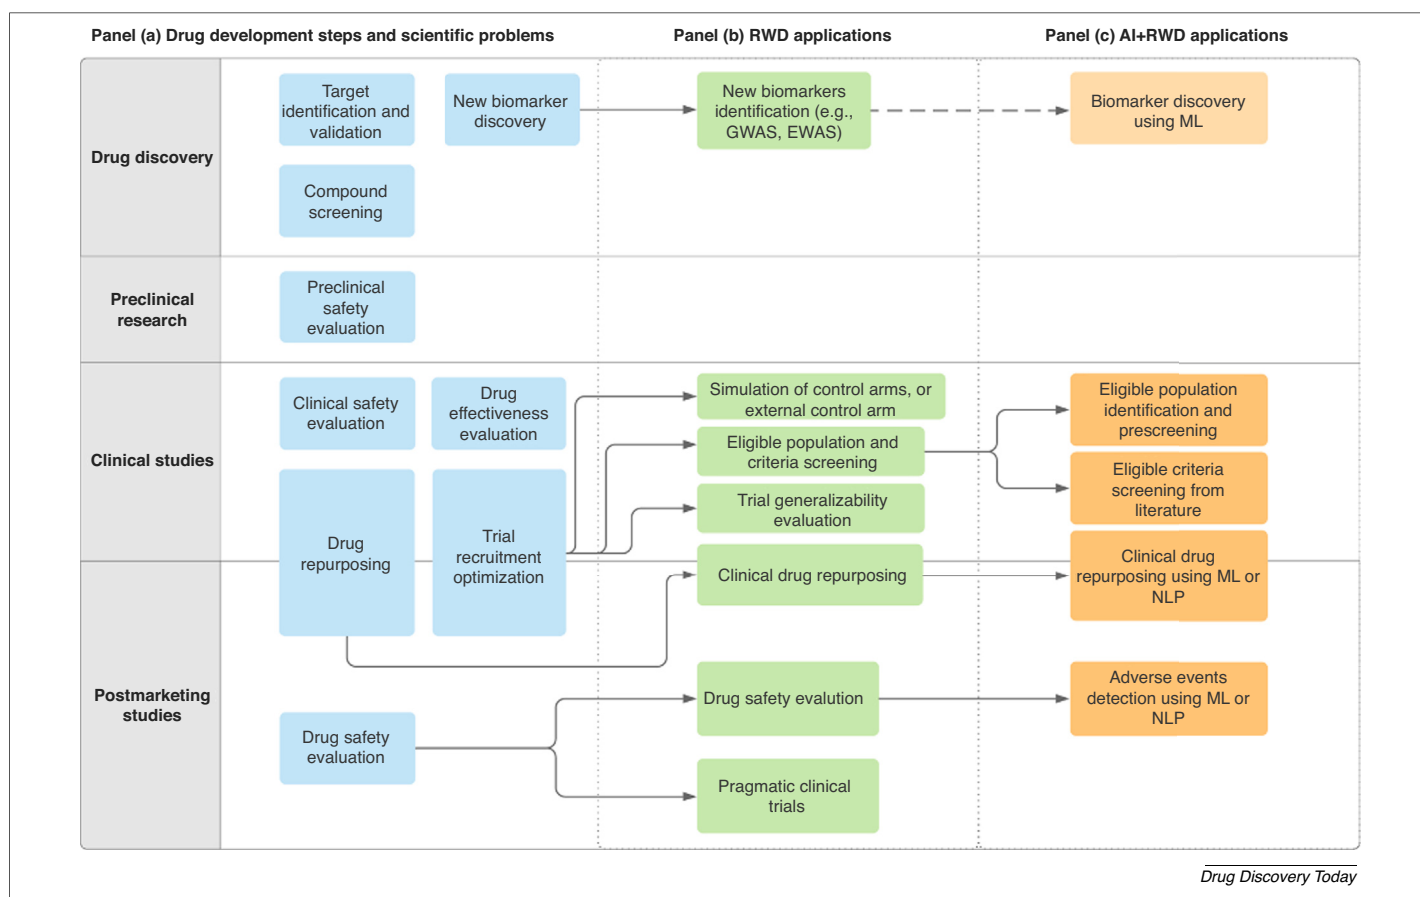 Panel (a) Drug development steps and scientific problems
Panel (b) RWD applications
Panel (c) AI+RWD applications
Drug discovery
Target
identification and
validation
New biomarker
discovery
New biomarkers
identification (e.g.,
GWAS, EWAS)
Biomarker discovery
using ML
Compound
screening
Preclinical
research
Preclinical
safety
evaluation
Clinical studies
Clinical safety
evaluation
Drug
effectiveness
evaluation
Simulation of control arms, or
external control arm
Eligible population and
criteria screening
Trial generalizability
evaluation
Eligible population
identification and
prescreening
Eligible criteria
screening from
literature
Drug
repurposing
Trial
recruitment
optimization
Clinical drug repurposing
Clinical drug
repurposing using ML or
NLP
Postmarketing
studies
Drug safety
evaluation
Drug safety evalution
Adverse events
detection using ML or
NLP
Pragmatic clinical
trials
Drug Discovery Today